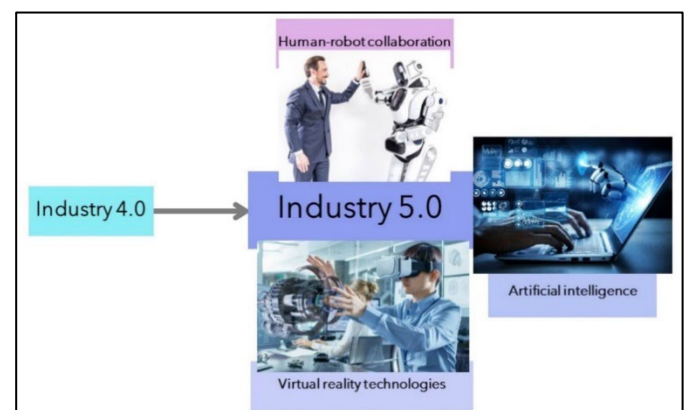 Human-robot collaboration
Industry 4.0
Industry 5.0
Artificial intelligence
Virtual reality technologies